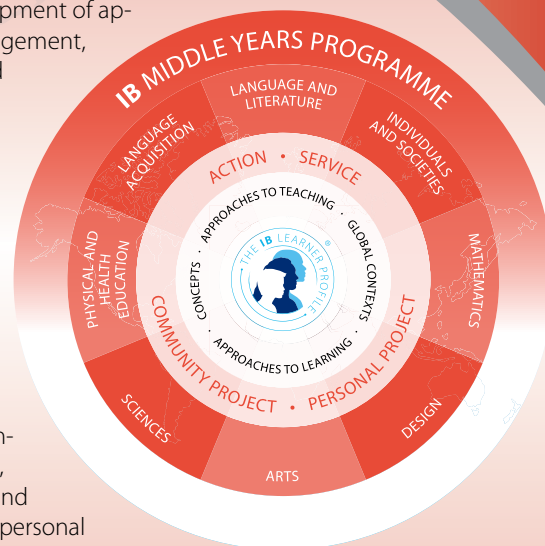 pment of ap-
gement,
d
IB MIDDLE YEARS PROGRAMME
LANGUAGE AND
LITERATURE
INDIVIDUALS
AND SOCIETIES
MATHEMATICS
DESIGN
ARTS
SCIENCES
PHYSICAL AND
HEALTH
EDUCATION
LANGUAGE
ACQUISITION
ACTION • SERVICE
PERSONAL PROJECT
COMMUNITY PROJECT
APPROACHES TO TEACHING
GLOBAL CONTEXTS
APPROACHES TO LEARNING
CONCEPTS
THE IB LEARNER PROFILE ®
n-
,
nd
personal